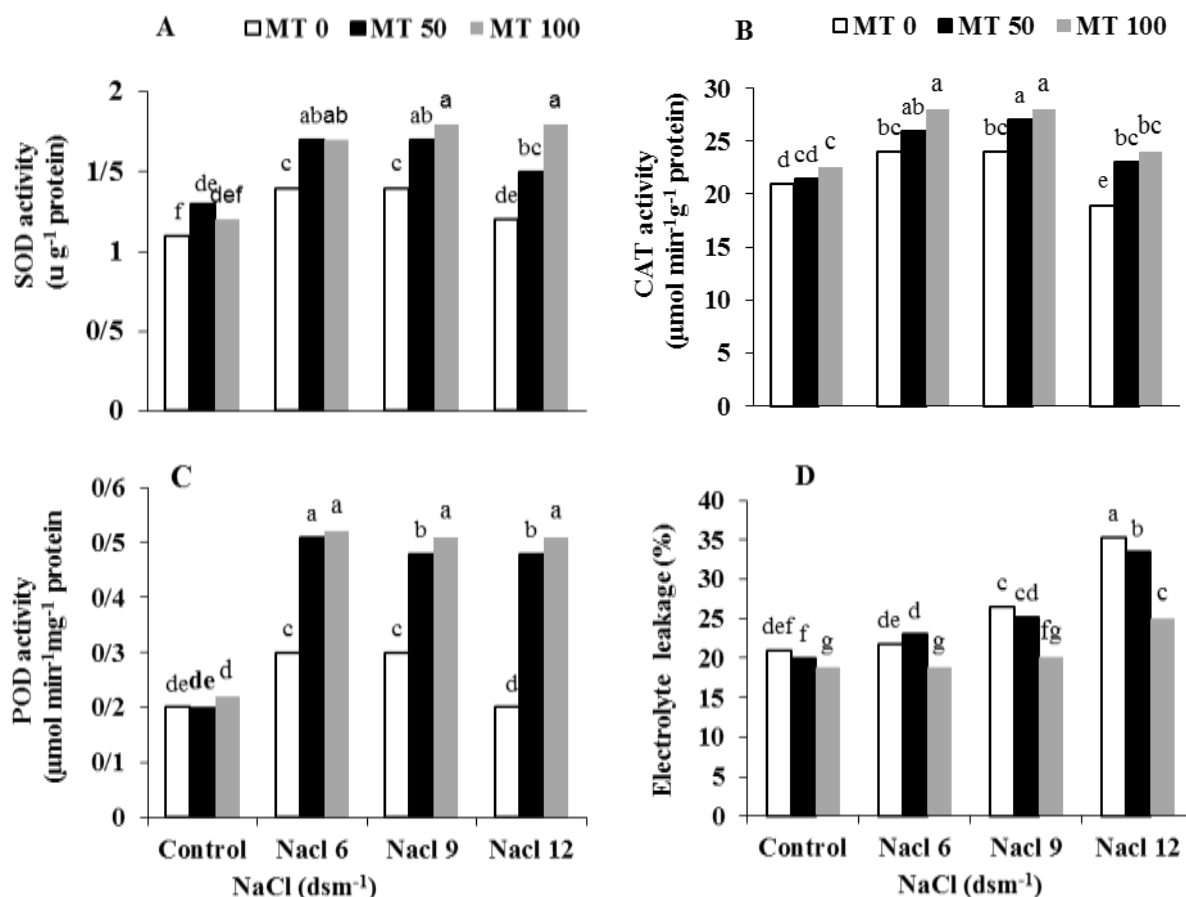 A
MT 0 MT 50 MT 100
SOD activity
(u g⁻¹ protein)
2
1/5
1
0/5
0
f de def
c ab ab
c ab a
de bc a
B
MT 0 MT 50 MT 100
CAT activity
(µmol min⁻¹g⁻¹ protein)
30
25
20
15
10
5
0
d cd c
bc ab a
bc a a
e bc bc
C
POD activity
(µmol min⁻¹mg⁻¹ protein
0/6
0/5
0/4
0/3
0/2
0/1
0
de de d
c a a
c b a
d b a
Control Nacl 6 Nacl 9 Nacl 12
NaCl (dsm⁻¹)
D
Electrolyte leakage (%)
40
35
30
25
20
15
10
5
0
def f g
de d g
c cd fg
a b c
Control Nacl 6 Nacl 9 Nacl 12
NaCl (dsm⁻¹)